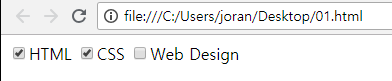 file:///C:/Users/joran/Desktop/01.html
HTML CSS Web Design